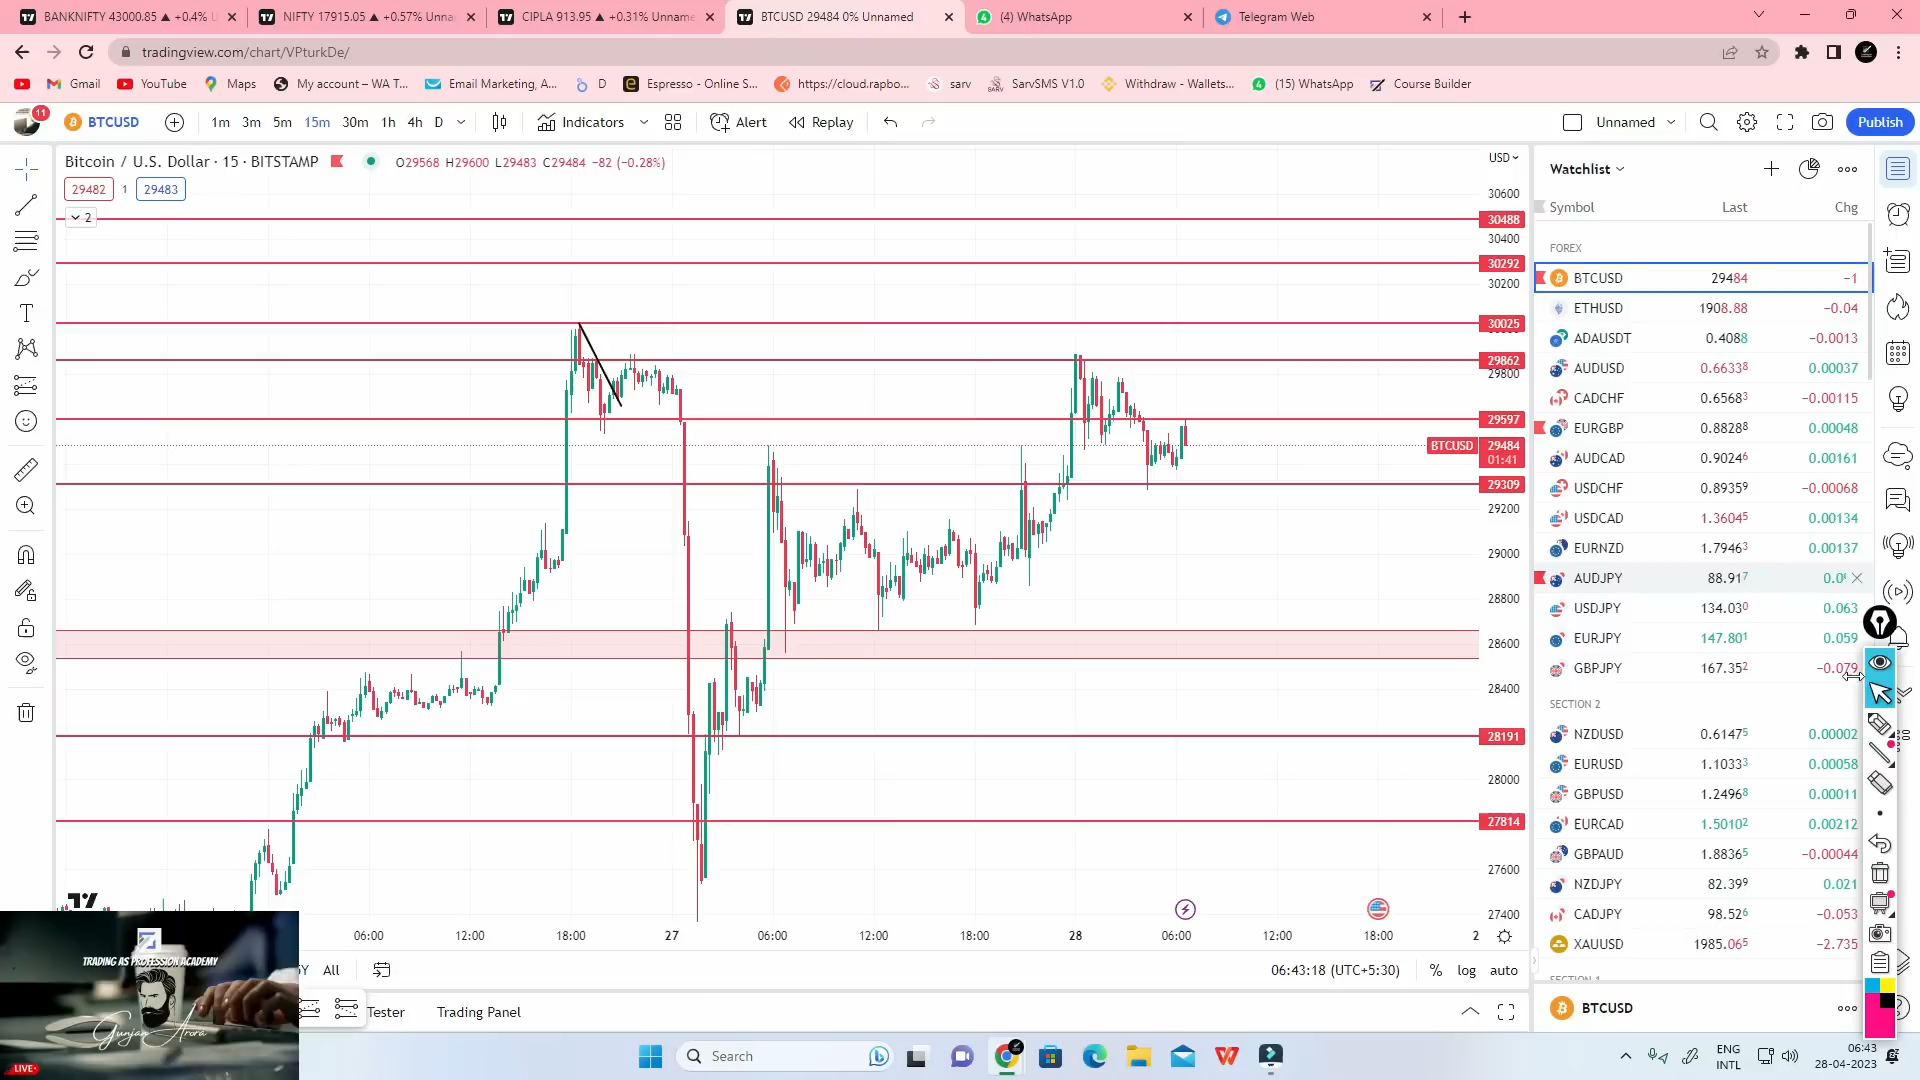 BANKNIFTY 43000.85 ▲ +0.4% U
NIFTY 17915.05 ▲ +0.57% Unna
CIPLA 913.95 ▲ +0.31% Unname
BTCUSD 29484 0% Unnamed
(4) WhatsApp
Telegram Web
tradingview.com/chart/VPturkDe/
Gmail
YouTube
Maps
My account – WA T...
Email Marketing, A...
D
Espresso - Online S...
https://cloud.rapbo...
sarv
SarvSMS V1.0
Withdraw - Wallets...
(15) WhatsApp
Course Builder
11
BTCUSD
1m 3m 5m 15m 30m 1h 4h D
Indicators
Alert
Replay
Unnamed
Publish
Bitcoin / U.S. Dollar · 15 · BITSTAMP
O29568 H29600 L29483 C29484 −82 (−0.28%)
29482 1 29483
2
USD
30600
30488
30400
30292
30200
30025
29862
29800
29597
BTCUSD 29484
01:41
29309
29200
29000
28800
28600
28400
28191
28000
27814
27600
27400
06:00 12:00 18:00 27 06:00 12:00 18:00 28 06:00 12:00 18:00 2
Y All
06:43:18 (UTC+5:30) % log auto
Tester Trading Panel
Watchlist
Symbol Last Chg
FOREX
BTCUSD 29484 −1
ETHUSD 1908.88 −0.04
ADAUSDT 0.4088 −0.0013
AUDUSD 0.66338 0.00037
CADCHF 0.65683 −0.00115
EURGBP 0.88288 0.00048
AUDCAD 0.90246 0.00161
USDCHF 0.89359 −0.00068
USDCAD 1.36045 0.00134
EURNZD 1.79463 0.00137
AUDJPY 88.917 0.0
USDJPY 134.030 0.063
EURJPY 147.801 0.059
GBPJPY 167.352 −0.079
SECTION 2
NZDUSD 0.61475 0.00002
EURUSD 1.10333 0.00058
GBPUSD 1.24968 0.00011
EURCAD 1.50102 0.00212
GBPAUD 1.88365 −0.00044
NZDJPY 82.399 0.021
CADJPY 98.526 −0.053
XAUUSD 1985.065 −2.735
SECTION 1
BTCUSD
TRADING AS PROFESSION ACADEMY
Gunjan Arora
LIVE
Search
ENG
INTL
06:43
28-04-2023